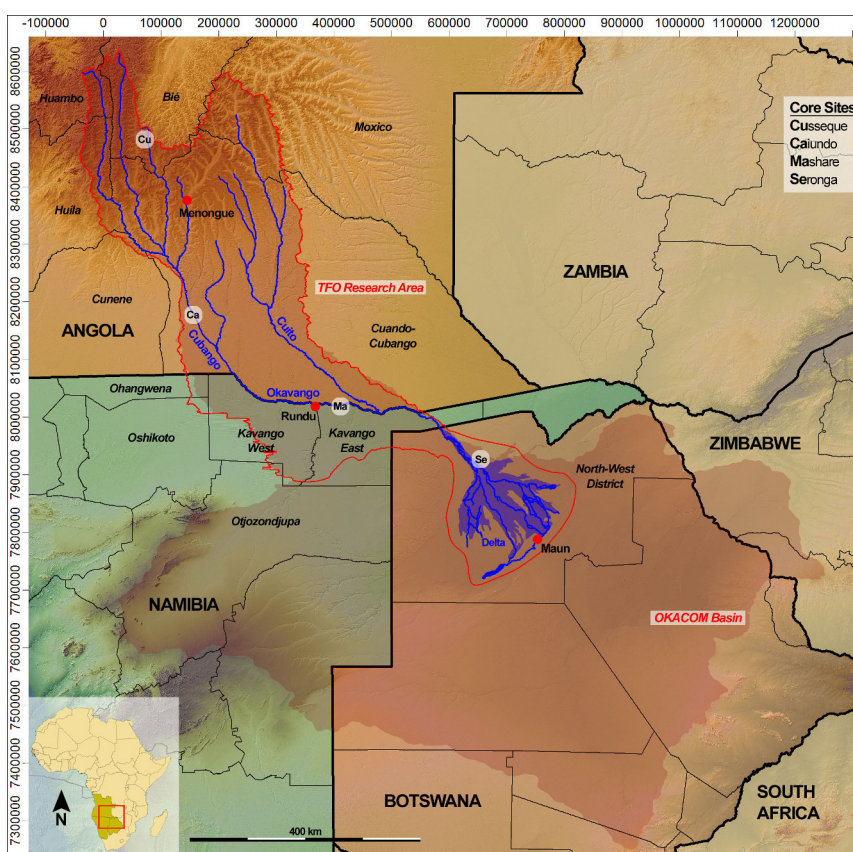 -100000 0 100000 200000 300000 400000 500000 600000 700000 800000 900000 1000000 1100000 1200000
8600000
8500000
8400000
8300000
8200000
8100000
8000000
7900000
7800000
7700000
7600000
7500000
7400000
7300000
Huambo
Bié
Moxico
Core Sites
Cusseque
Caiundo
Mashare
Seronga
Cu
Menongue
Huila
ZAMBIA
TFO Research Area
Cunene
Ca
ANGOLA
Cubango
Cuito
Cuando-
Cubango
Ohangwena
Okavango
Rundu
Ma
Oshikoto
Kavango
West
Kavango
East
ZIMBABWE
Se
North-West
District
Otjozondjupa
Delta
Maun
NAMIBIA
OKACOM Basin
BOTSWANA
SOUTH
AFRICA
N
400 km